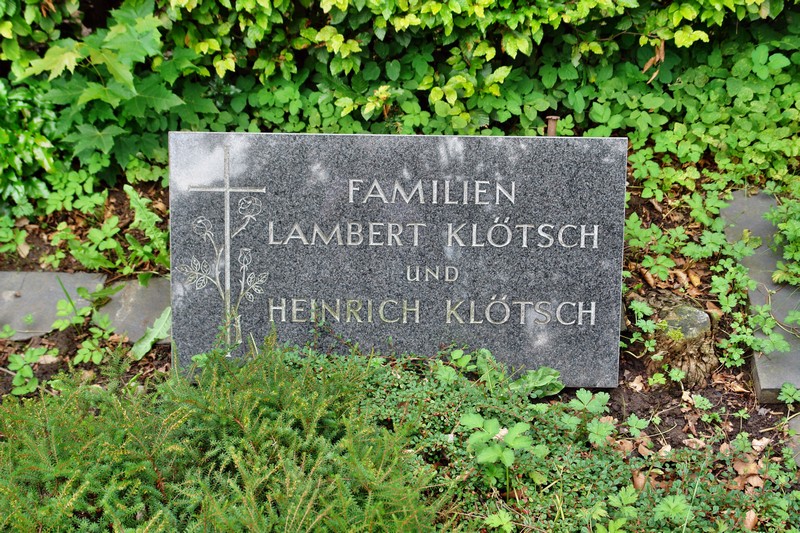 FAMILIEN
LAMBERT KLÖTSCH
UND
HEINRICH KLÖTSCH